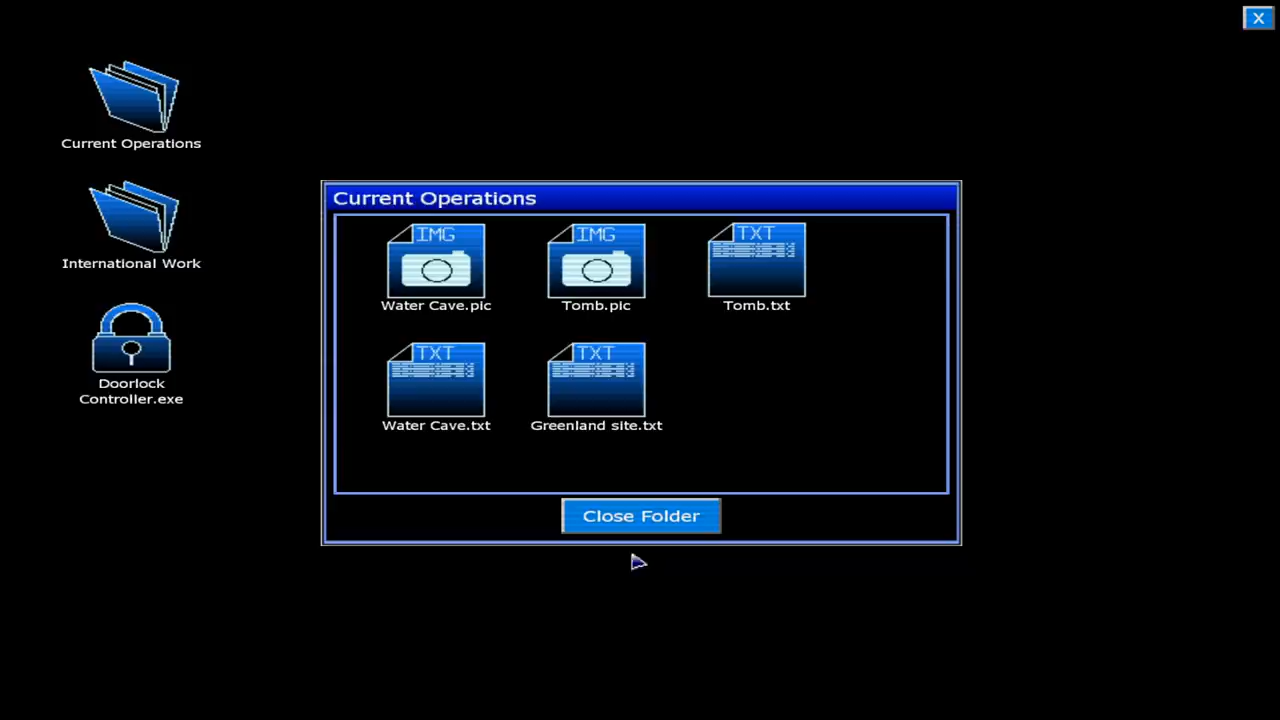 X
Current Operations
International Work
Doorlock
Controller.exe
Current Operations
IMG
IMG
TXT
Water Cave.pic
Tomb.pic
Tomb.txt
TXT
TXT
Water Cave.txt
Greenland site.txt
Close Folder